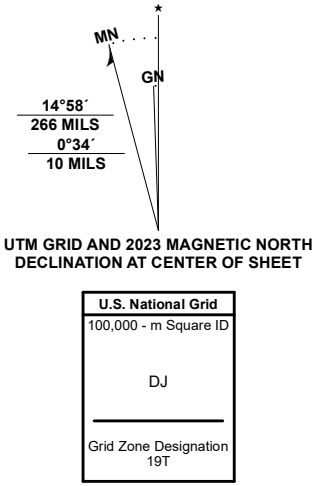 ★
MN
GN
14°58´
266 MILS
0°34´
10 MILS
UTM GRID AND 2023 MAGNETIC NORTH
DECLINATION AT CENTER OF SHEET
U.S. National Grid
100,000 - m Square ID
DJ
Grid Zone Designation
19T